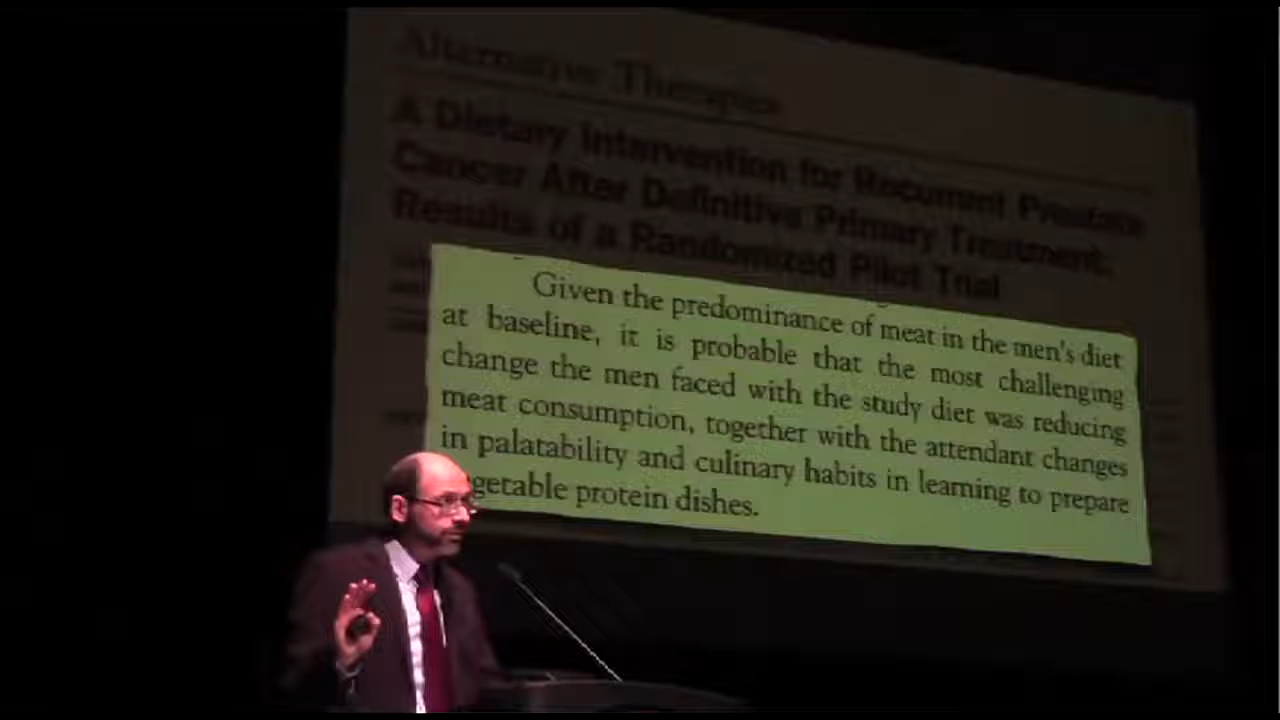 Alternative Therapies
A Dietary Intervention for Recurrent Prostate
Cancer After Definitive Primary Treatment:
Results of a Randomized Pilot Trial
Given the predominance of meat in the men's diet
at baseline, it is probable that the most challenging
change the men faced with the study diet was reducing
meat consumption, together with the attendant changes
in palatability and culinary habits in learning to prepare
getable protein dishes.